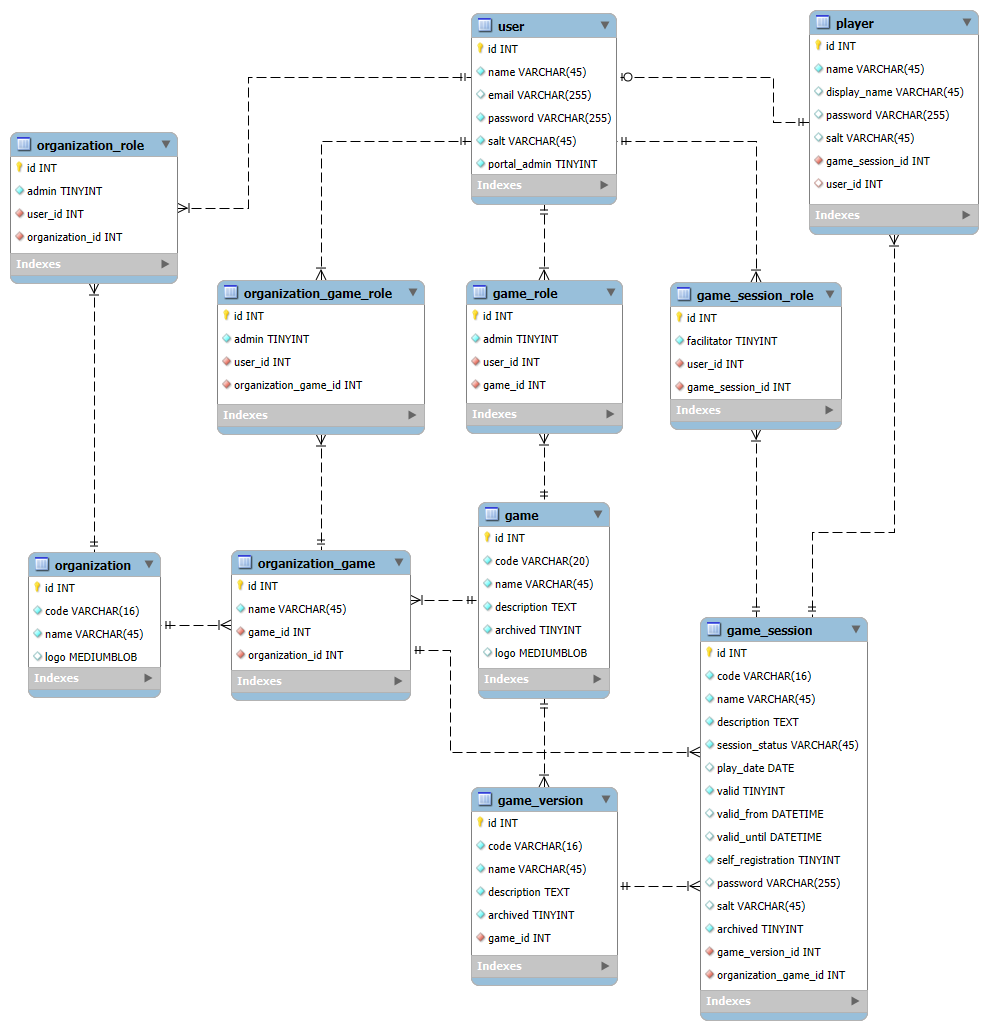 user
id INT
name VARCHAR(45)
email VARCHAR(255)
password VARCHAR(255)
salt VARCHAR(45)
portal_admin TINYINT
Indexes
player
id INT
name VARCHAR(45)
display_name VARCHAR(45)
password VARCHAR(255)
salt VARCHAR(45)
game_session_id INT
user_id INT
Indexes
organization_role
id INT
admin TINYINT
user_id INT
organization_id INT
Indexes
organization_game_role
id INT
admin TINYINT
user_id INT
organization_game_id INT
Indexes
game_role
id INT
admin TINYINT
user_id INT
game_id INT
Indexes
game_session_role
id INT
facilitator TINYINT
user_id INT
game_session_id INT
Indexes
organization
id INT
code VARCHAR(16)
name VARCHAR(45)
logo MEDIUMBLOB
Indexes
organization_game
id INT
name VARCHAR(45)
game_id INT
organization_id INT
Indexes
game
id INT
code VARCHAR(20)
name VARCHAR(45)
description TEXT
archived TINYINT
logo MEDIUMBLOB
Indexes
game_session
id INT
code VARCHAR(16)
name VARCHAR(45)
description TEXT
session_status VARCHAR(45)
play_date DATE
valid TINYINT
valid_from DATETIME
valid_until DATETIME
self_registration TINYINT
password VARCHAR(255)
salt VARCHAR(45)
archived TINYINT
game_version_id INT
organization_game_id INT
Indexes
game_version
id INT
code VARCHAR(16)
name VARCHAR(45)
description TEXT
archived TINYINT
game_id INT
Indexes